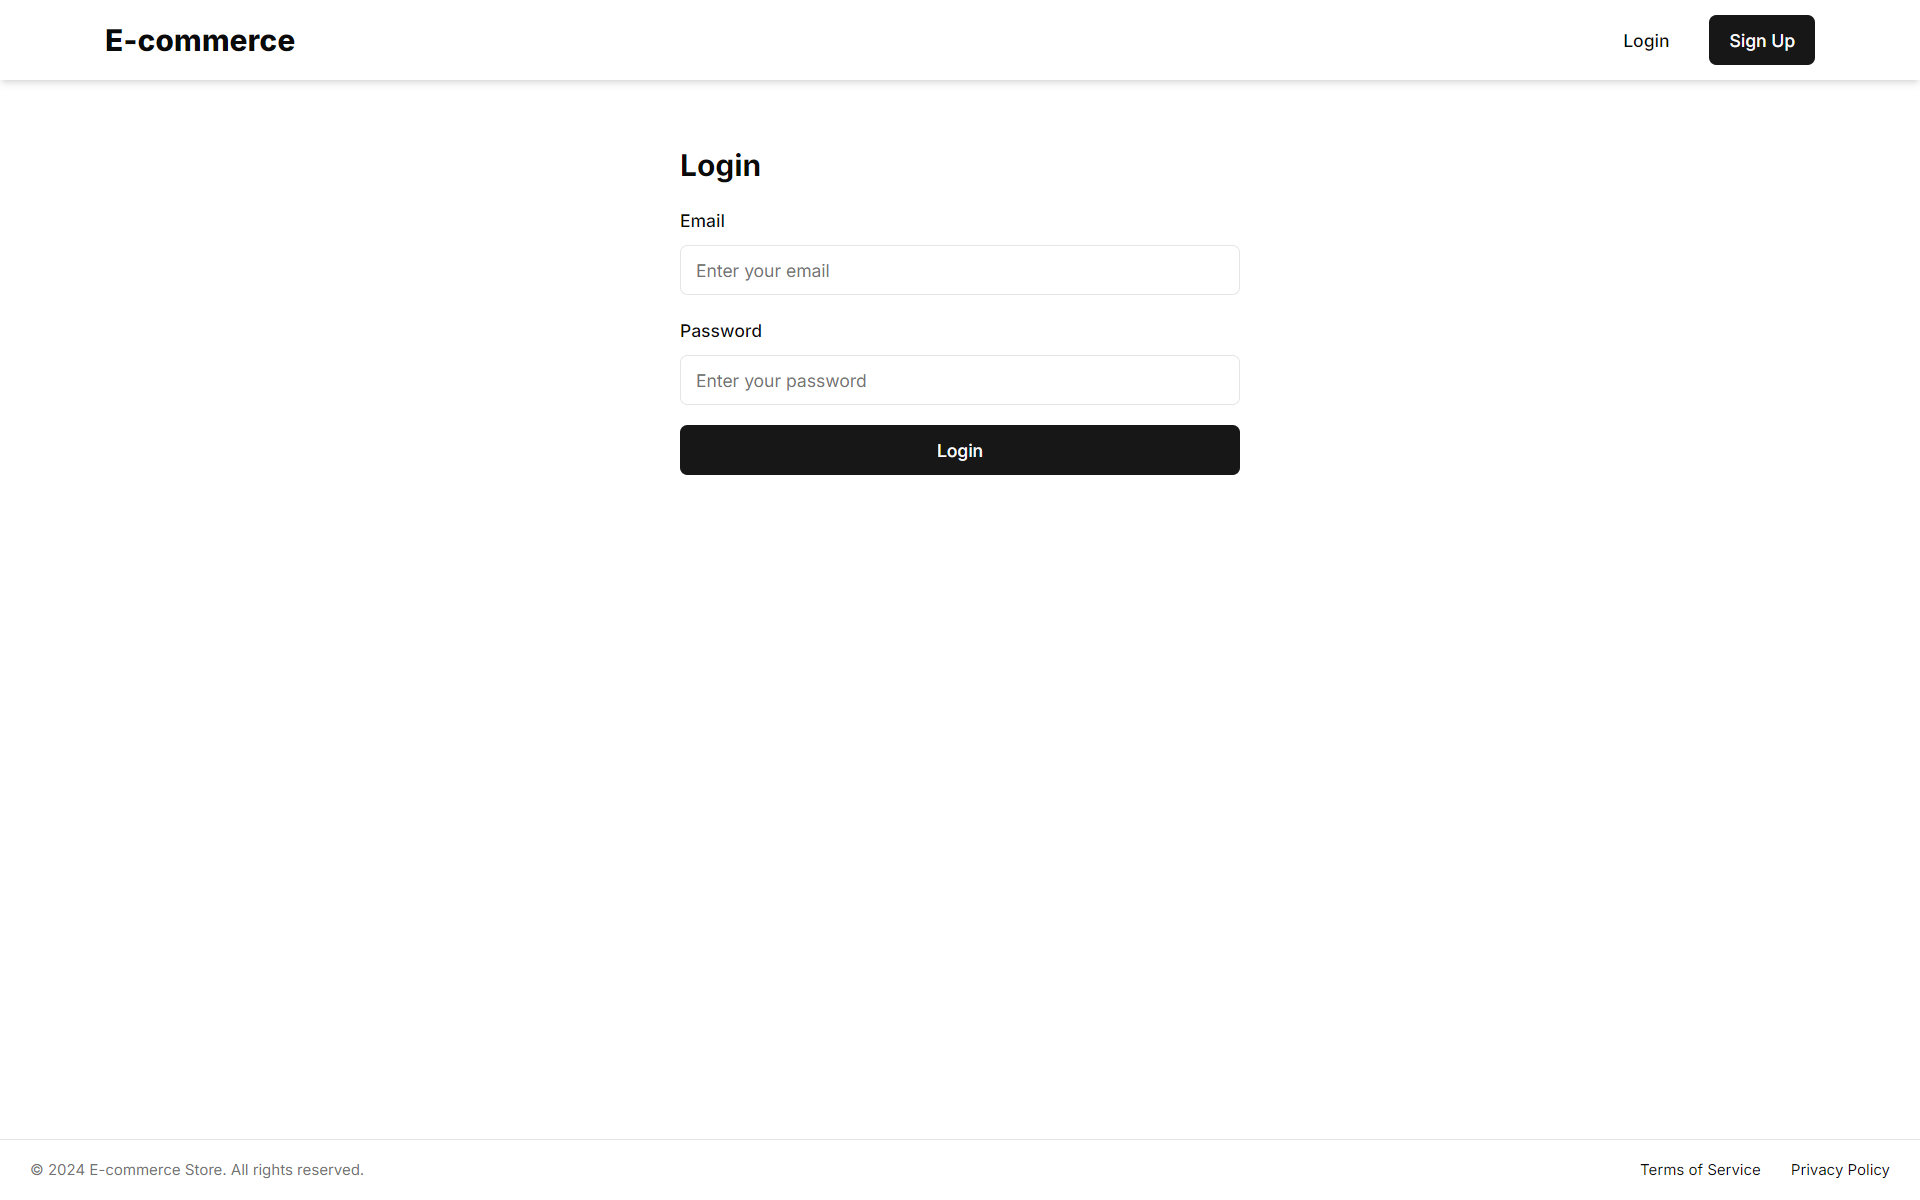 E-commerce
Login
Sign Up
Login
Email
Enter your email
Password
Enter your password
Login
© 2024 E-commerce Store. All rights reserved.
Terms of Service
Privacy Policy